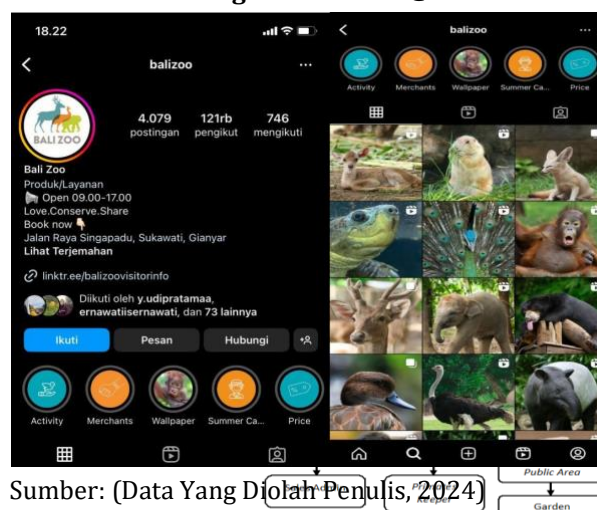 18.22
balizoo
BALI ZOO
4.079 121rb 746
postingan pengikut mengikuti
Bali Zoo
Produk/Layanan
Open 09.00-17.00
Love.Conserve.Share
Book now
Jalan Raya Singapadu, Sukawati, Gianyar
Lihat Terjemahan
linktr.ee/balizoovisitorinfo
Diikuti oleh y.udipratamaa,
ernawatiisernawati, dan 73 lainnya
Ikuti Pesan Hubungi
Activity Merchants Wallpaper Summer Ca... Price
balizoo
Activity Merchants Wallpaper Summer Ca... Price
Public Area
Sumber: (Data Yang Diolah Penulis, 2024)
Keeper
Garden